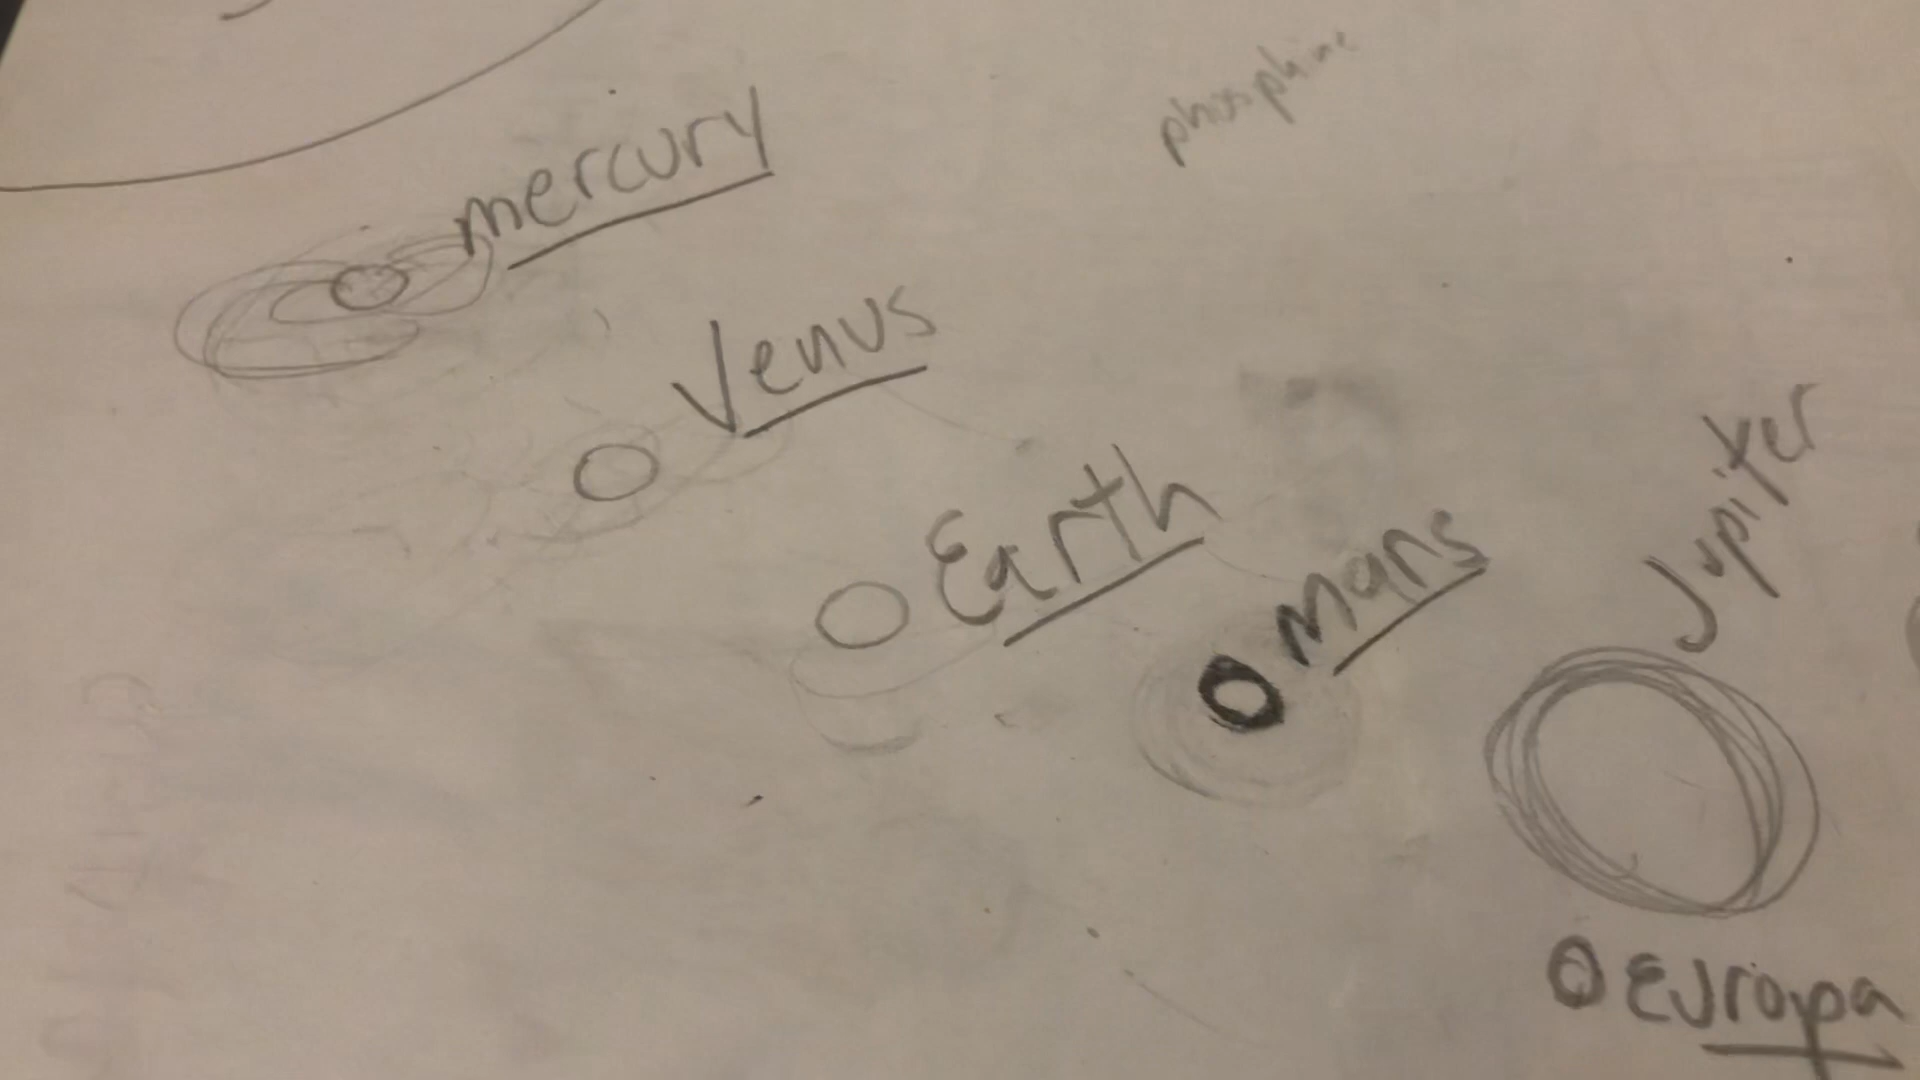 phosphine
mercury
Venus
Earth
Mars
Jupiter
Europa